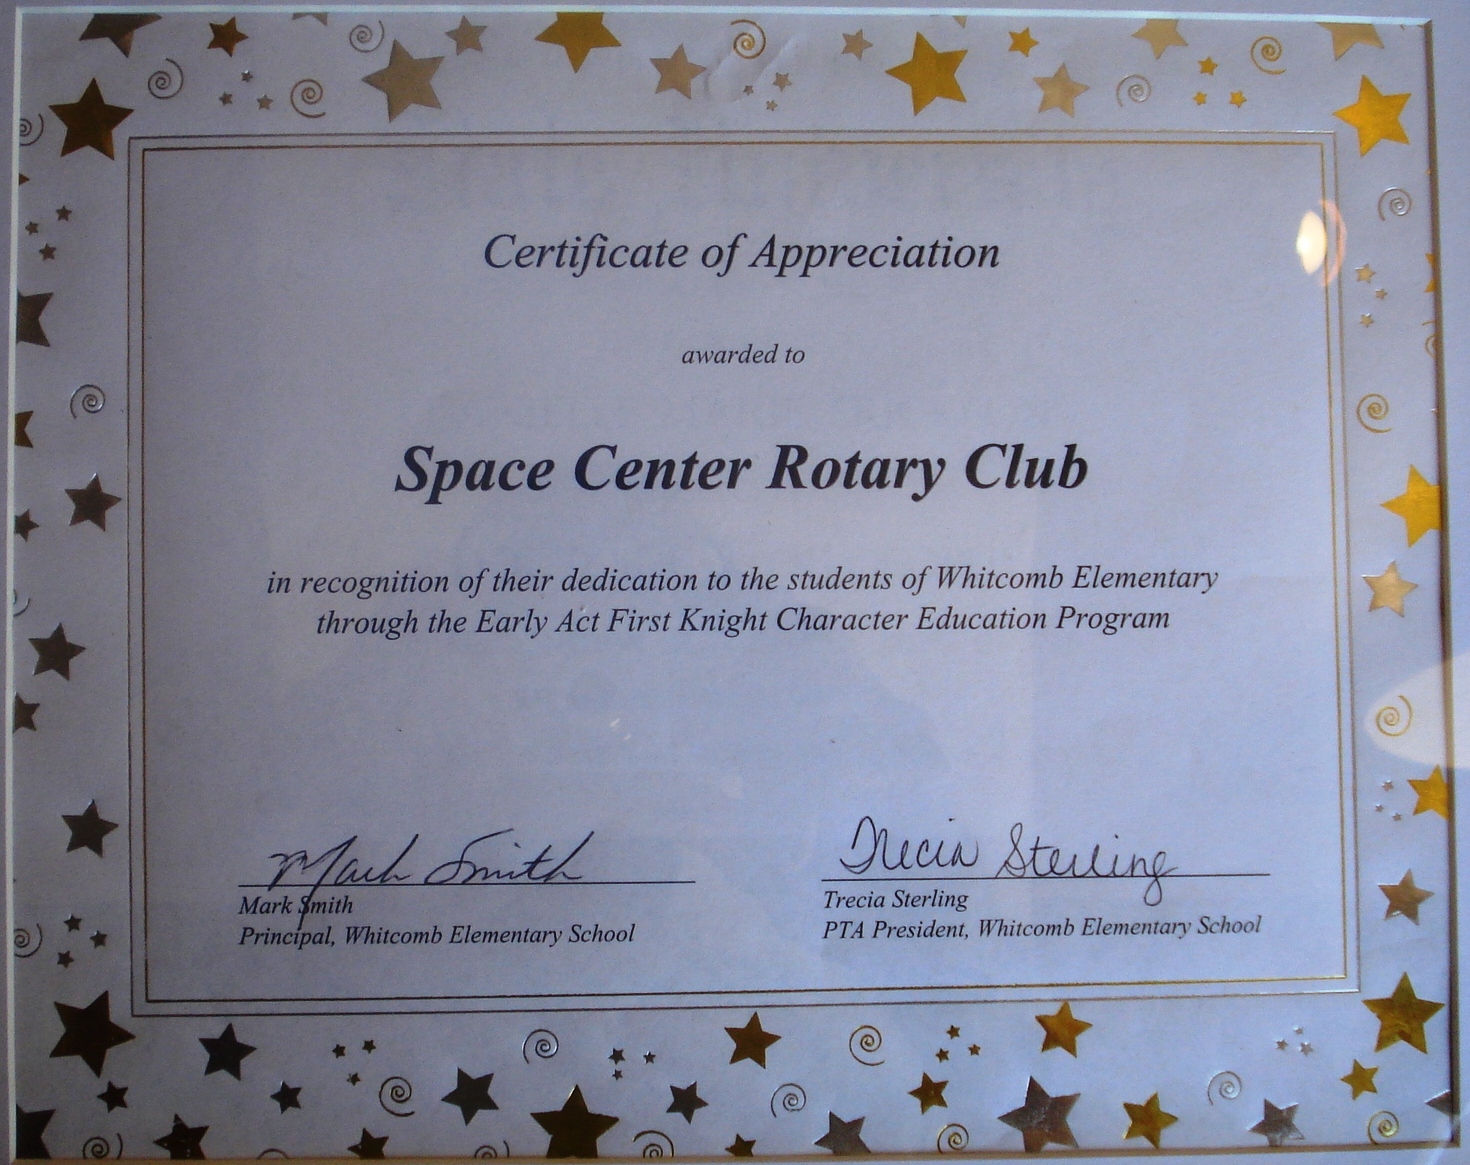 Certificate of Appreciation
awarded to
Space Center Rotary Club
in recognition of their dedication to the students of Whitcomb Elementary
through the Early Act First Knight Character Education Program
Mark Smith
Mark Smith
Principal, Whitcomb Elementary School
Trecia Sterling
Trecia Sterling
PTA President, Whitcomb Elementary School